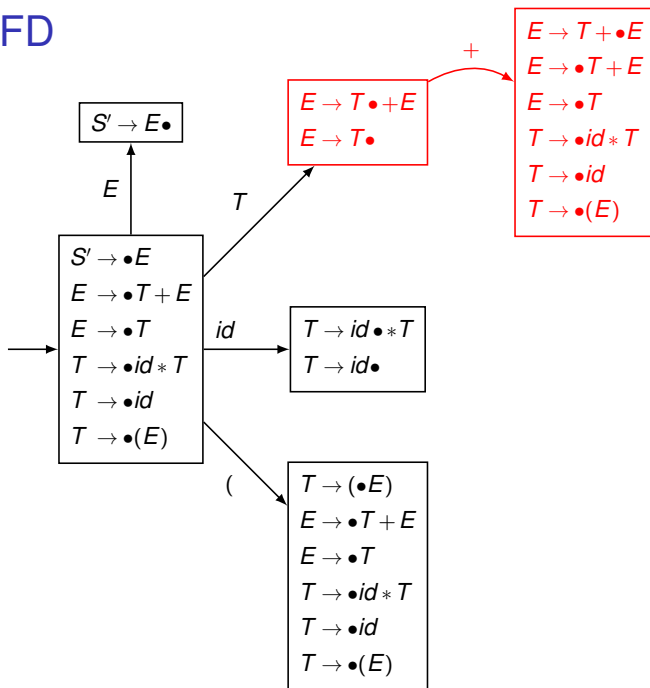 FD
S′ → E•
E
T
E → T • +E
E → T•
+
E → T + •E
E → •T + E
E → •T
T → •id ∗ T
T → •id
T → •(E)
S′ → •E
E → •T + E
E → •T
T → •id ∗ T
T → •id
T → •(E)
id
T → id • ∗T
T → id•
(
T → (•E)
E → •T + E
E → •T
T → •id ∗ T
T → •id
T → •(E)